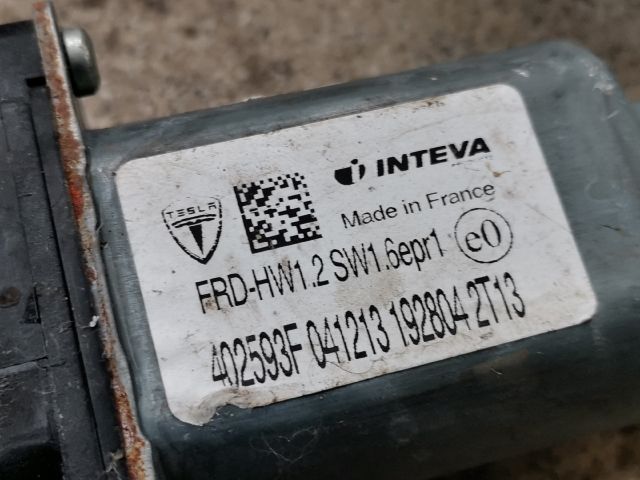 TESLA
INTEVA
Made in France
FRD-HW1.2 SW1.6epr1 e0
402593F 041213 192804 2T13